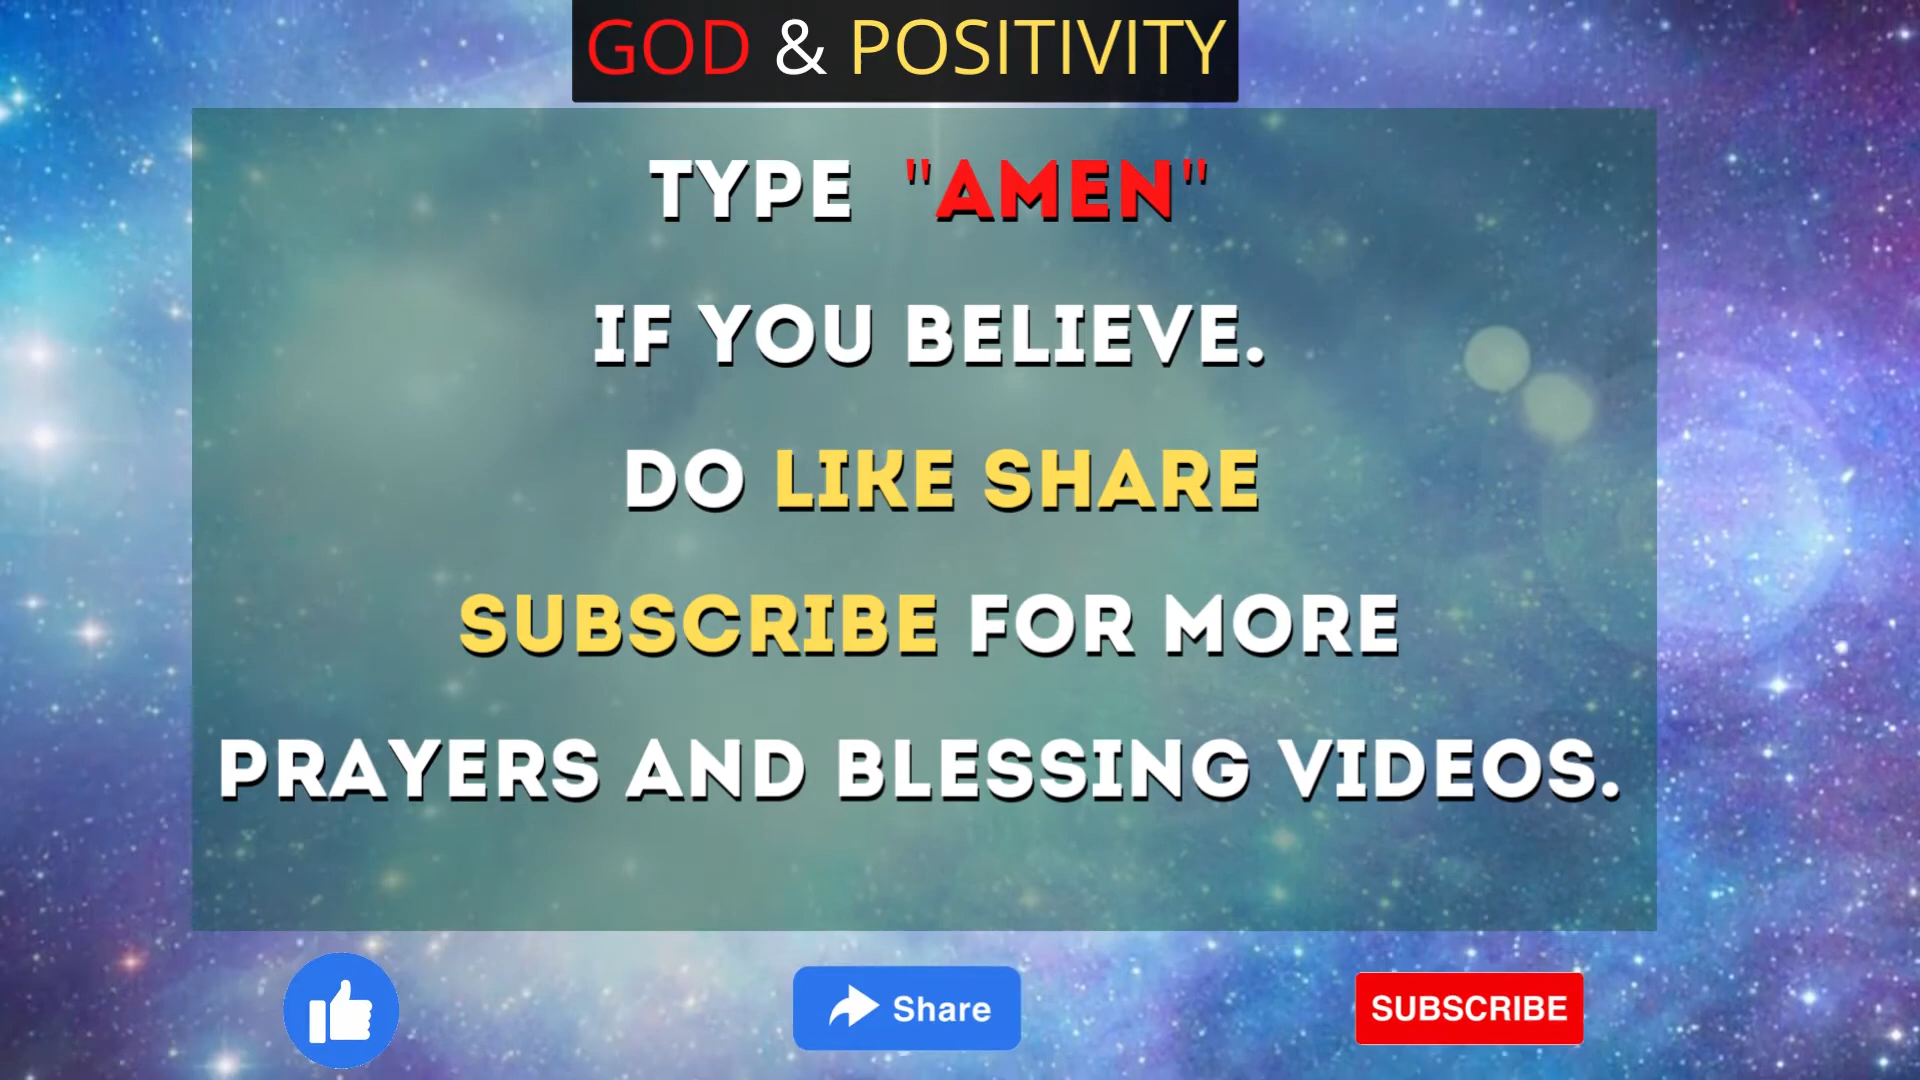 GOD & POSITIVITY
TYPE "AMEN"
IF YOU BELIEVE.
DO LIKE SHARE
SUBSCRIBE FOR MORE
PRAYERS AND BLESSING VIDEOS.
Share
SUBSCRIBE